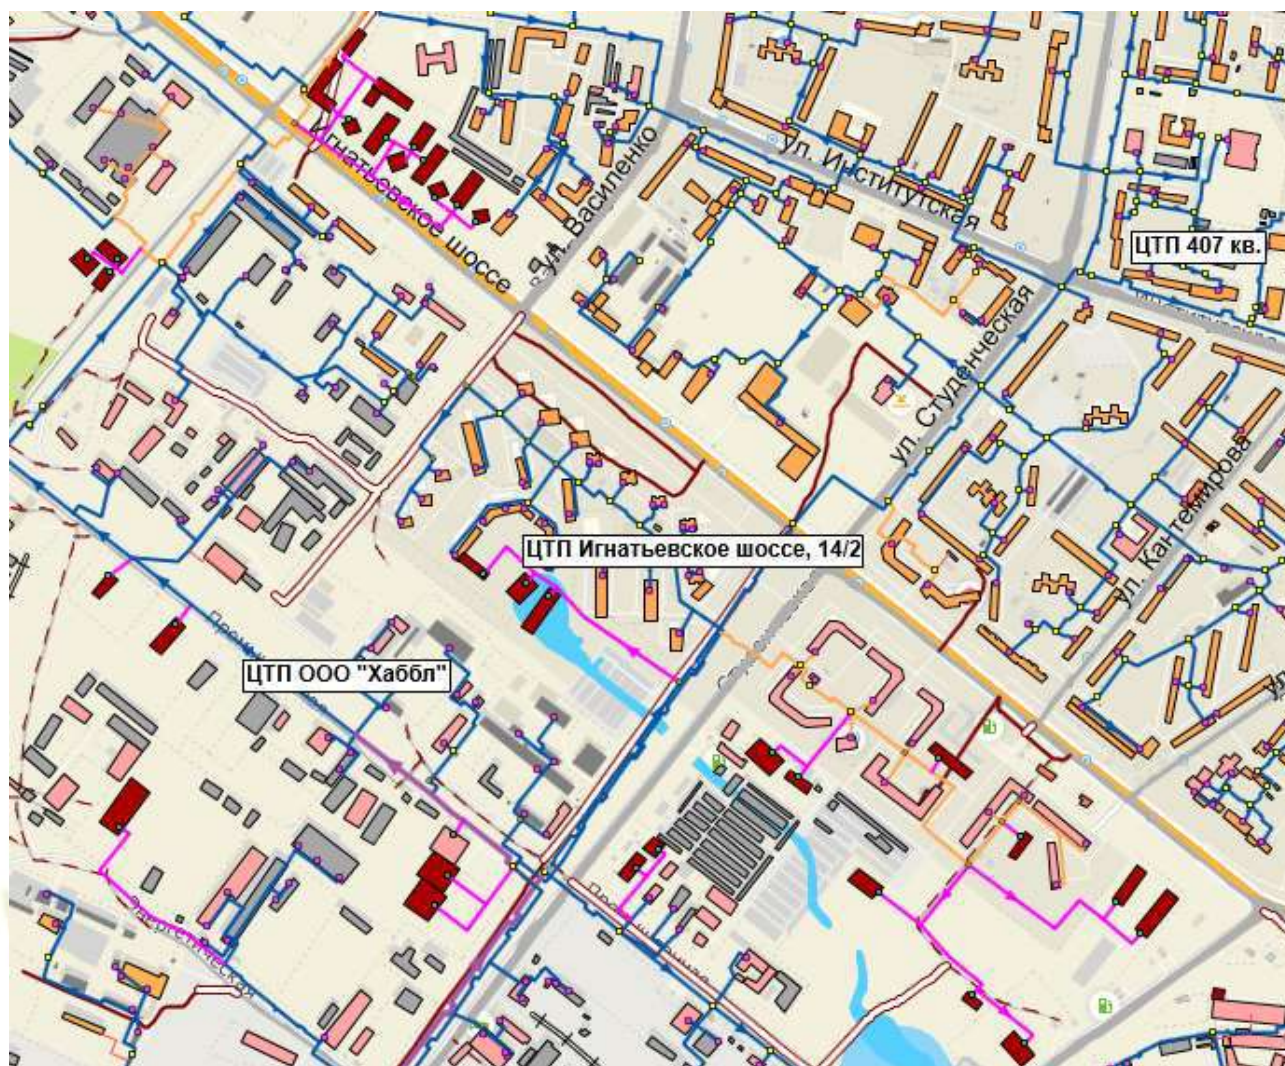 ул. Институтская
ул. Василенко
ЦТП 407 кв.
Игнатьевское шоссе
ул. Студенческая
ул. Кантемирова
ЦТП Игнатьевское шоссе, 14/2
ЦТП ООО "Хаббл"
Энергетическая